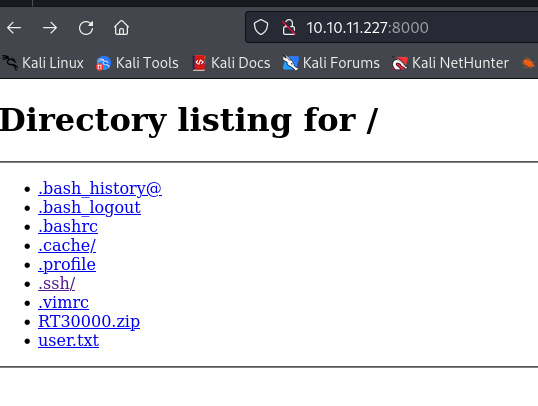 10.10.11.227:8000
Kali Linux Kali Tools Kali Docs Kali Forums Kali NetHunter
Directory listing for /
.bash_history@
.bash_logout
.bashrc
.cache/
.profile
.ssh/
.vimrc
RT30000.zip
user.txt